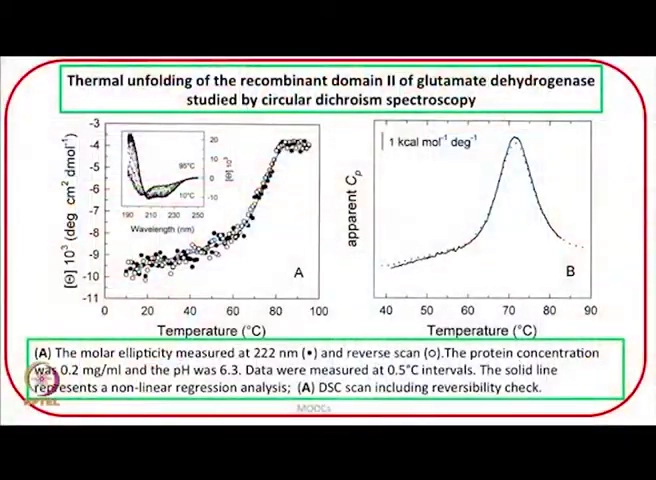 Thermal unfolding of the recombinant domain II of glutamate dehydrogenase
studied by circular dichroism spectroscopy
-3
-4
-5
-6
-7
-8
-9
-10
-11
[Θ] 10³ (deg cm² dmol⁻¹)
20
10
0
-10
[Θ] 10³
95°C
10°C
190 210 230 250
Wavelength (nm)
A
0 20 40 60 80 100
Temperature (°C)
1 kcal mol⁻¹ deg⁻¹
apparent Cp
B
40 50 60 70 80 90
Temperature (°C)
(A) The molar ellipticity measured at 222 nm (•) and reverse scan (○).The protein concentration
was 0.2 mg/ml and the pH was 6.3. Data were measured at 0.5°C intervals. The solid line
represents a non-linear regression analysis; (A) DSC scan including reversibility check.
NPTEL
MOOCs